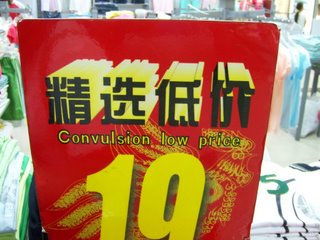 精选低价
Convulsion low price
19